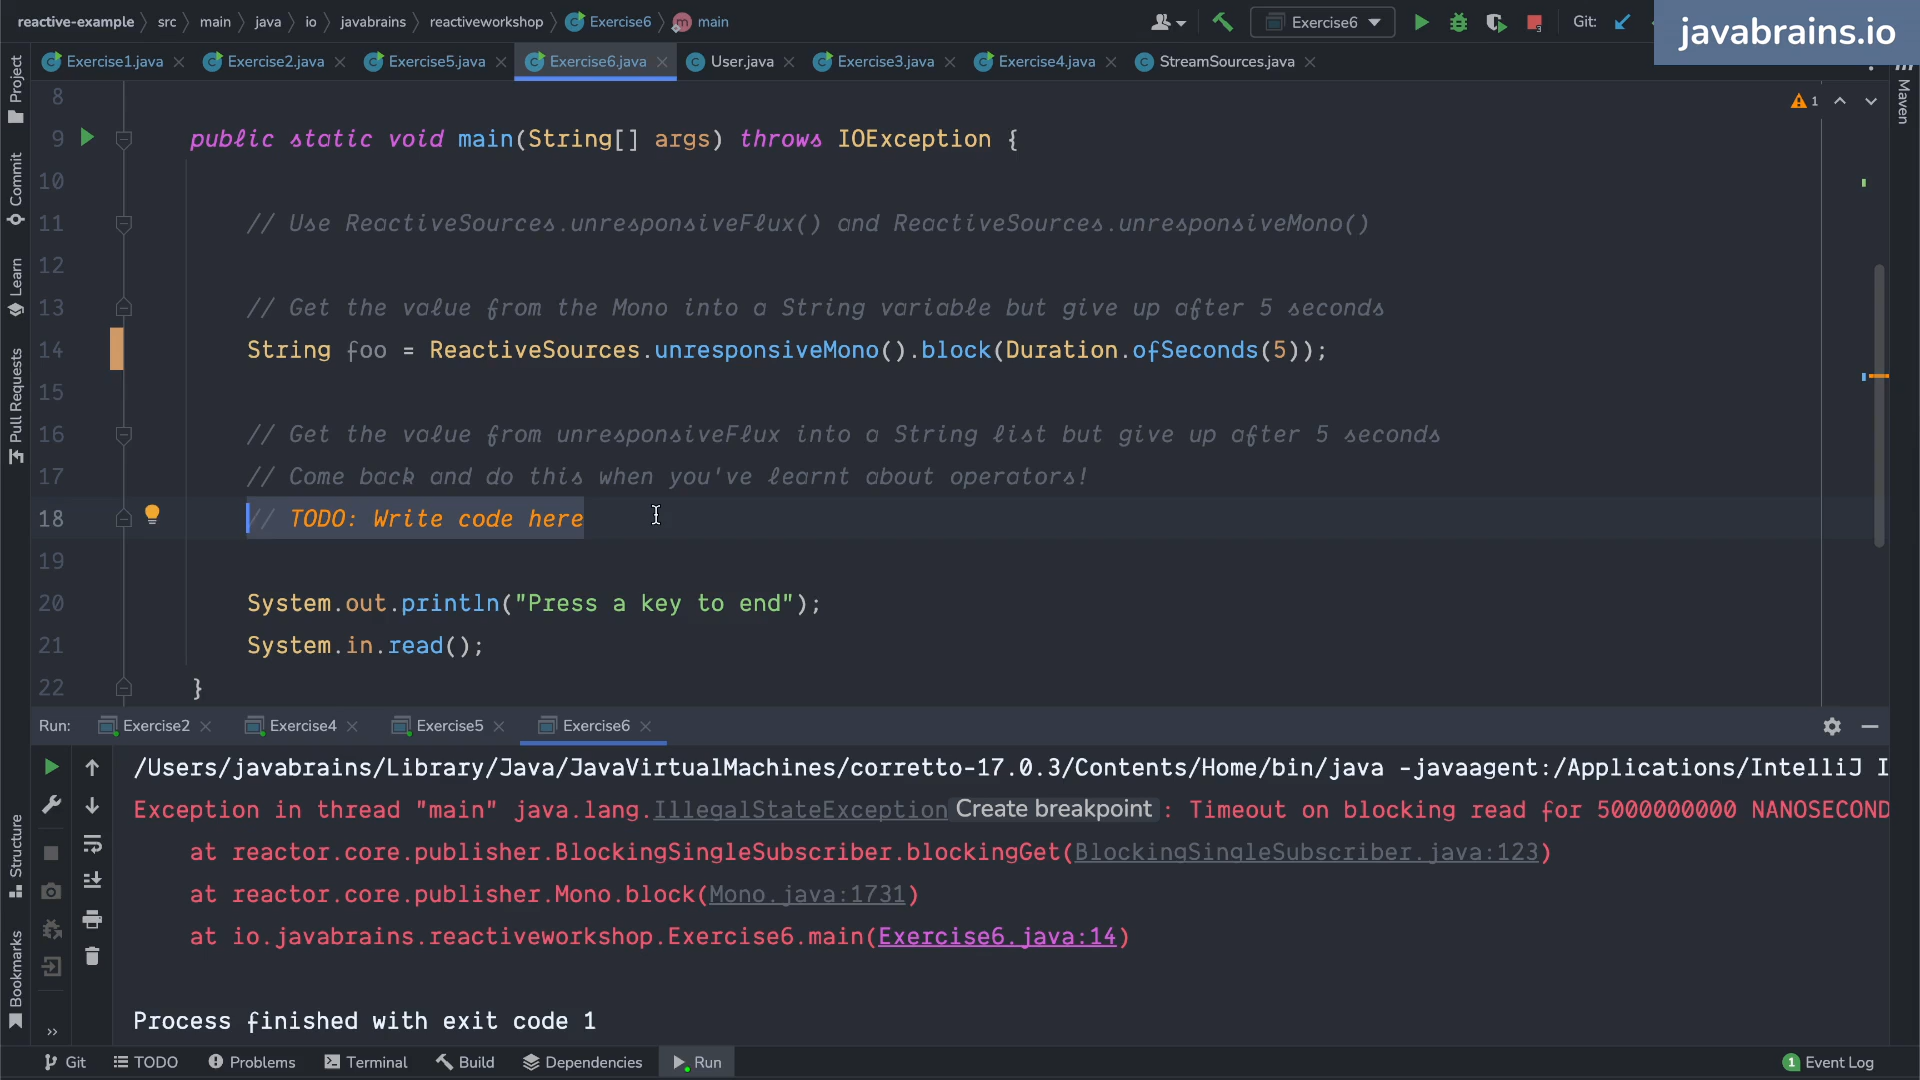 reactive-example src main java io javabrains reactiveworkshop Exercise6 main Exercise6 Git: javabrains.io
Exercise1.java Exercise2.java Exercise5.java Exercise6.java User.java Exercise3.java Exercise4.java StreamSources.java
Project
Commit
Learn
Pull Requests
Structure
Bookmarks
Maven
1
8
9 public static void main(String[] args) throws IOException {
10
11 // Use ReactiveSources.unresponsiveFlux() and ReactiveSources.unresponsiveMono()
12
13 // Get the value from the Mono into a String variable but give up after 5 seconds
14 String foo = ReactiveSources.unresponsiveMono().block(Duration.ofSeconds(5));
15
16 // Get the value from unresponsiveFlux into a String list but give up after 5 seconds
17 // Come back and do this when you've learnt about operators!
18 // TODO: Write code here
19
20 System.out.println("Press a key to end");
21 System.in.read();
22 }
Run: Exercise2 Exercise4 Exercise5 Exercise6
/Users/javabrains/Library/Java/JavaVirtualMachines/corretto-17.0.3/Contents/Home/bin/java -javaagent:/Applications/IntelliJ I
Exception in thread "main" java.lang.IllegalStateException Create breakpoint : Timeout on blocking read for 5000000000 NANOSECOND
at reactor.core.publisher.BlockingSingleSubscriber.blockingGet(BlockingSingleSubscriber.java:123)
at reactor.core.publisher.Mono.block(Mono.java:1731)
at io.javabrains.reactiveworkshop.Exercise6.main(Exercise6.java:14)
Process finished with exit code 1
Git TODO Problems Terminal Build Dependencies Run 1 Event Log